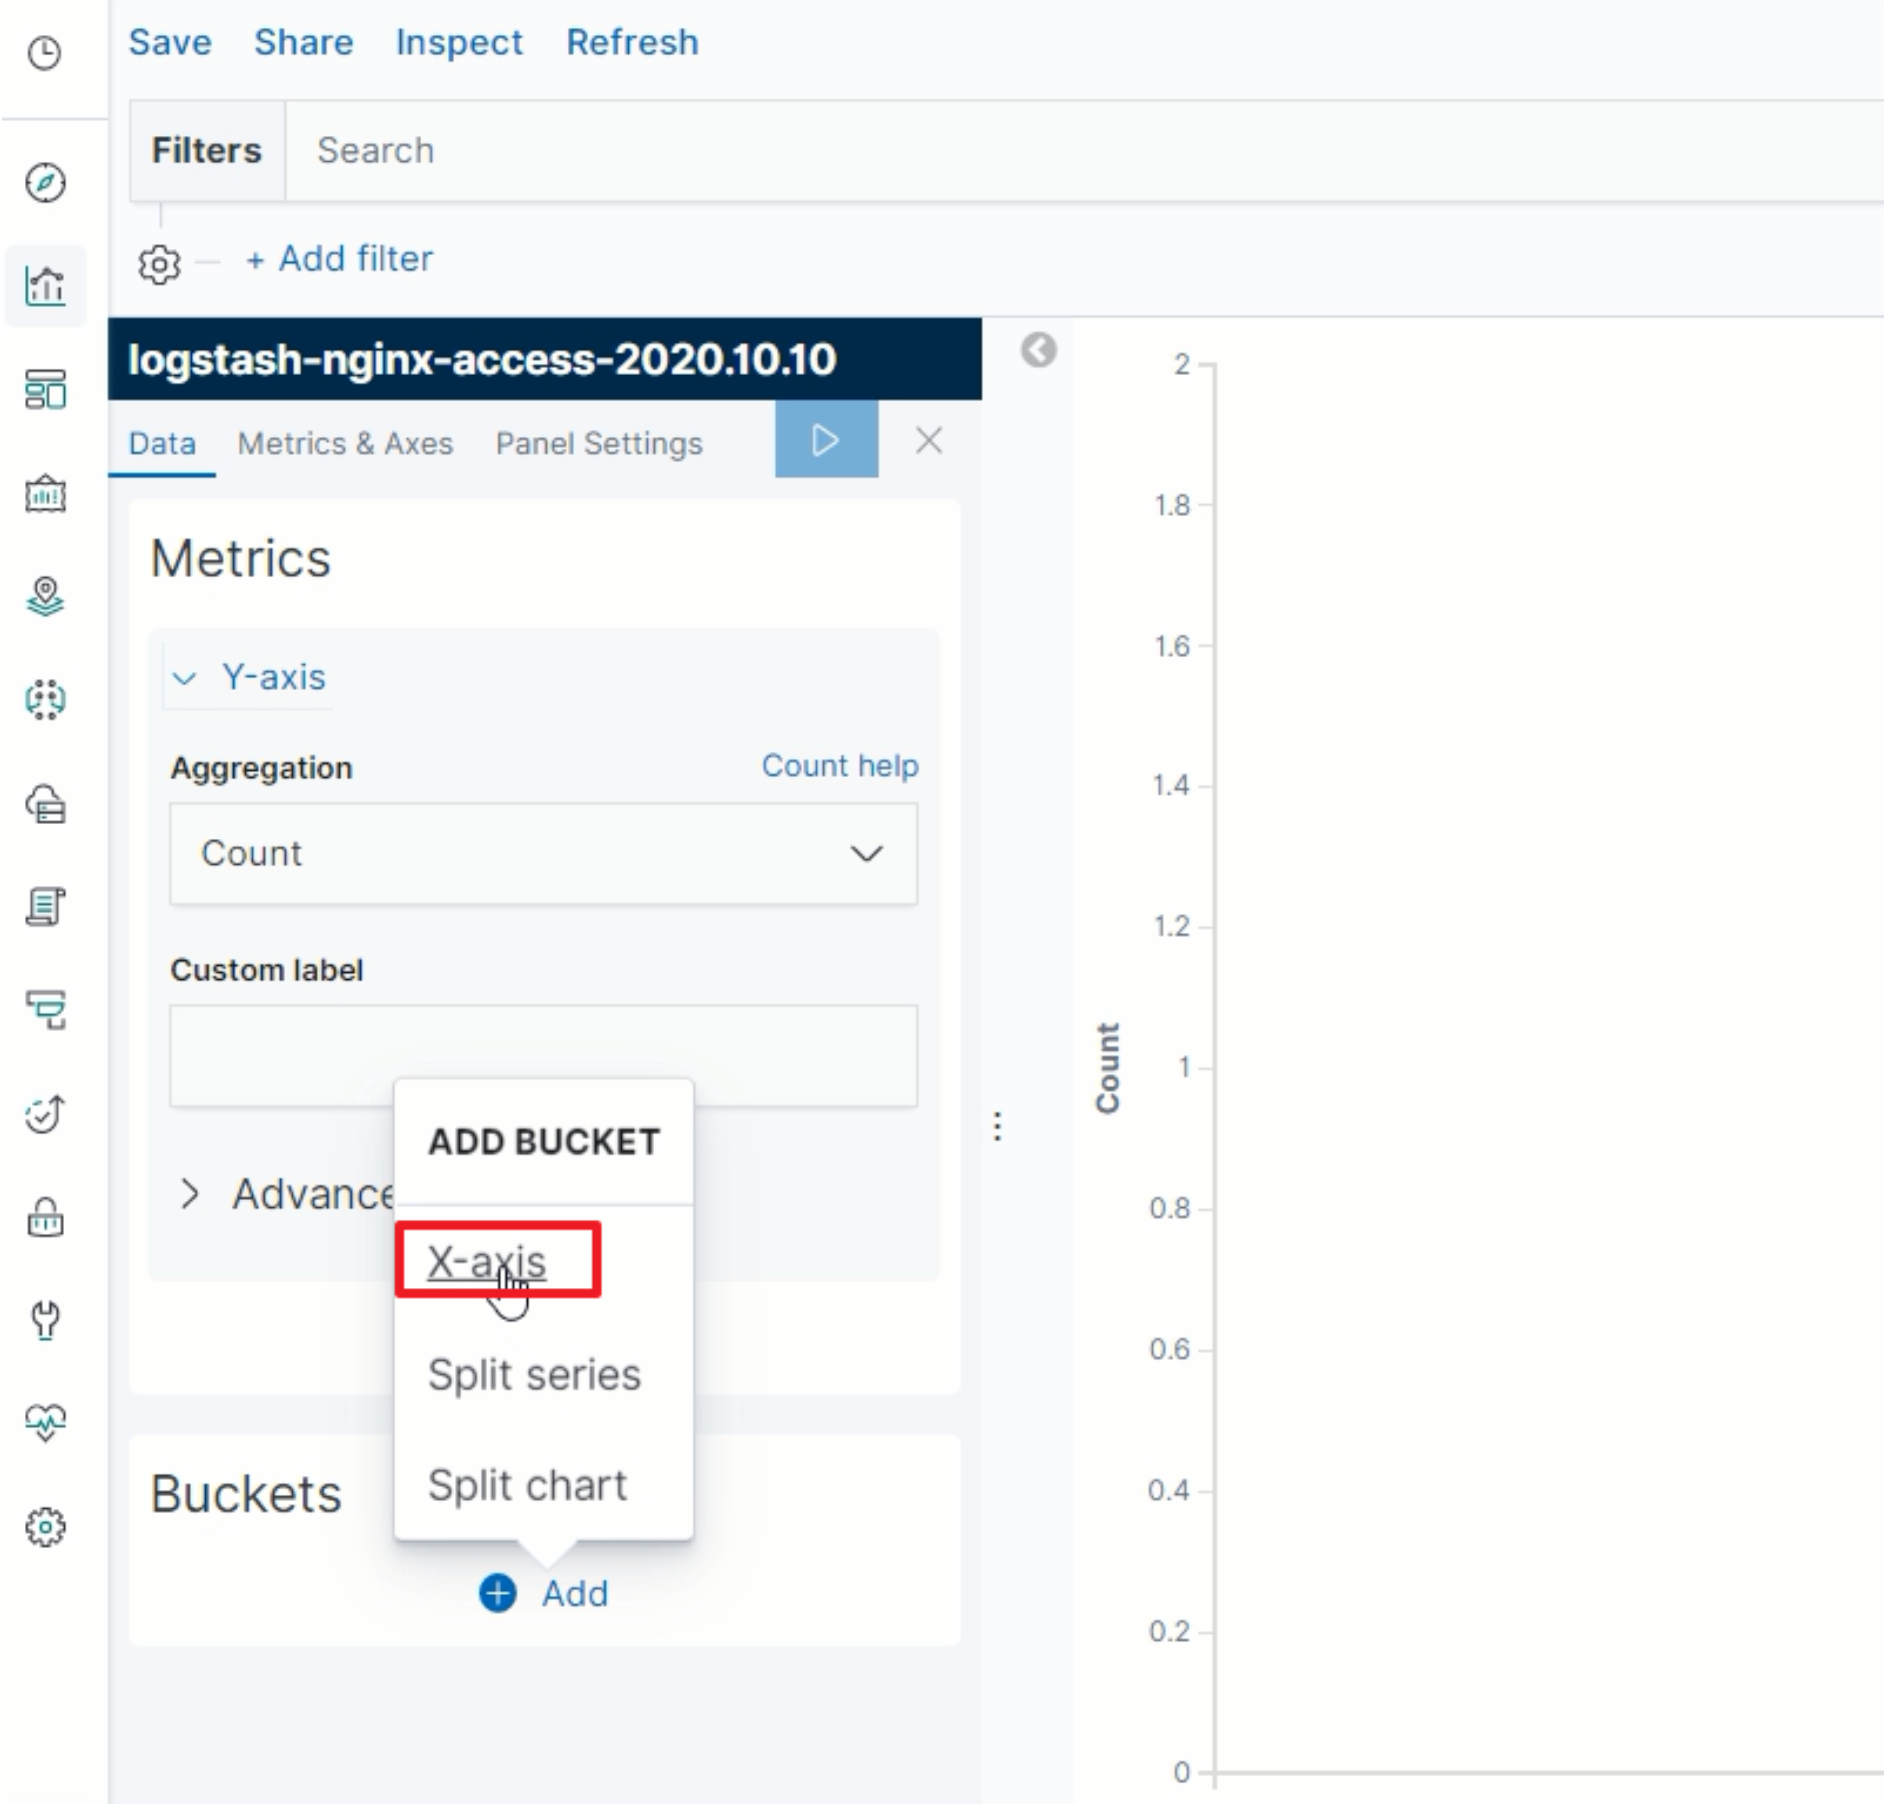 Save Share Inspect Refresh
Filters Search
+ Add filter
logstash-nginx-access-2020.10.10
Data Metrics & Axes Panel Settings
Metrics
Y-axis
Aggregation Count help
Count
Custom label
ADD BUCKET
X-axis
Split series
Split chart
Buckets
Add
2
1.8
1.6
1.4
1.2
1
0.8
0.6
0.4
0.2
0
Count